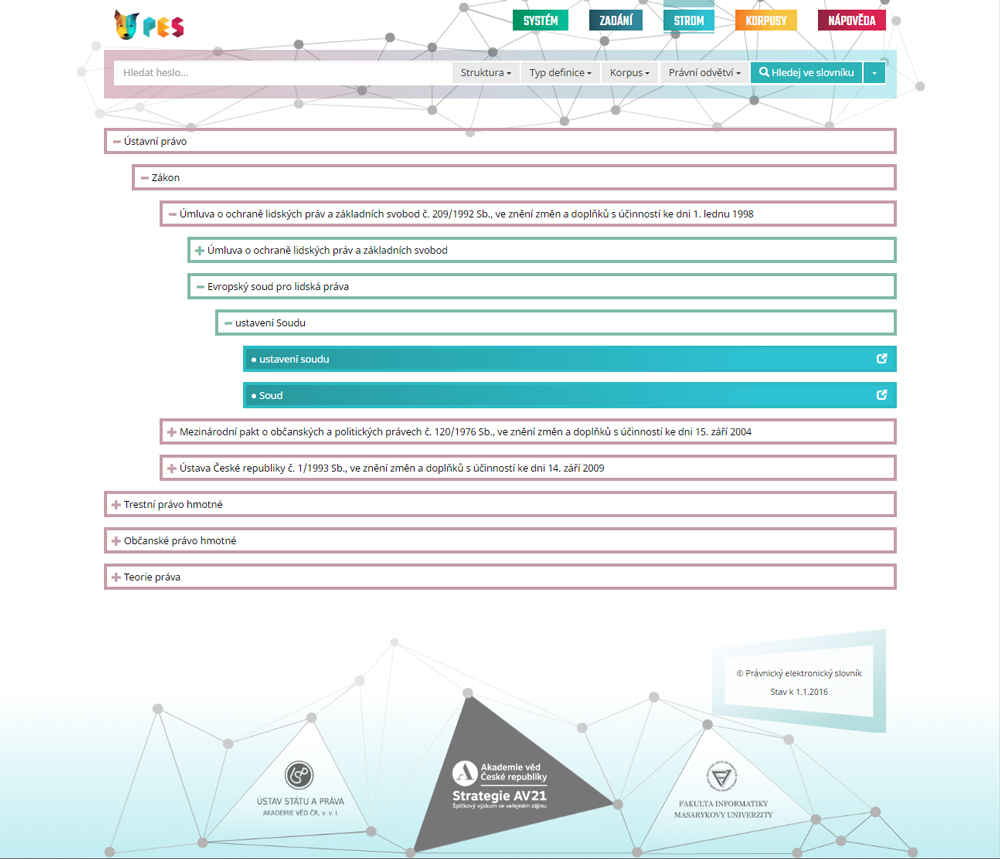 PES
SYSTÉM
ZADÁNÍ
STROM
KORPUSY
NÁPOVĚDA
Hledat heslo...
Struktura
Typ definice
Korpus
Právní odvětví
Hledej ve slovníku
Ústavní právo
Zákon
Úmluva o ochraně lidských práv a základních svobod č. 209/1992 Sb., ve znění změn a doplňků s účinností ke dni 1. lednu 1998
Úmluva o ochraně lidských práv a základních svobod
Evropský soud pro lidská práva
ustavení Soudu
ustavení soudu
Soud
Mezinárodní pakt o občanských a politických právech č. 120/1976 Sb., ve znění změn a doplňků s účinností ke dni 15. září 2004
Ústava České republiky č. 1/1993 Sb., ve znění změn a doplňků s účinností ke dni 14. září 2009
Trestní právo hmotné
Občanské právo hmotné
Teorie práva
© Právnický elektronický slovník
Stav k 1.1.2016
ÚSTAV STÁTU A PRÁVA
AKADEMIE VĚD ČR, v. v. i.
Akademie věd
České republiky
Strategie AV21
Špičkový výzkum ve veřejném zájmu
FAKULTA INFORMATIKY
MASARYKOVY UNIVERZITY